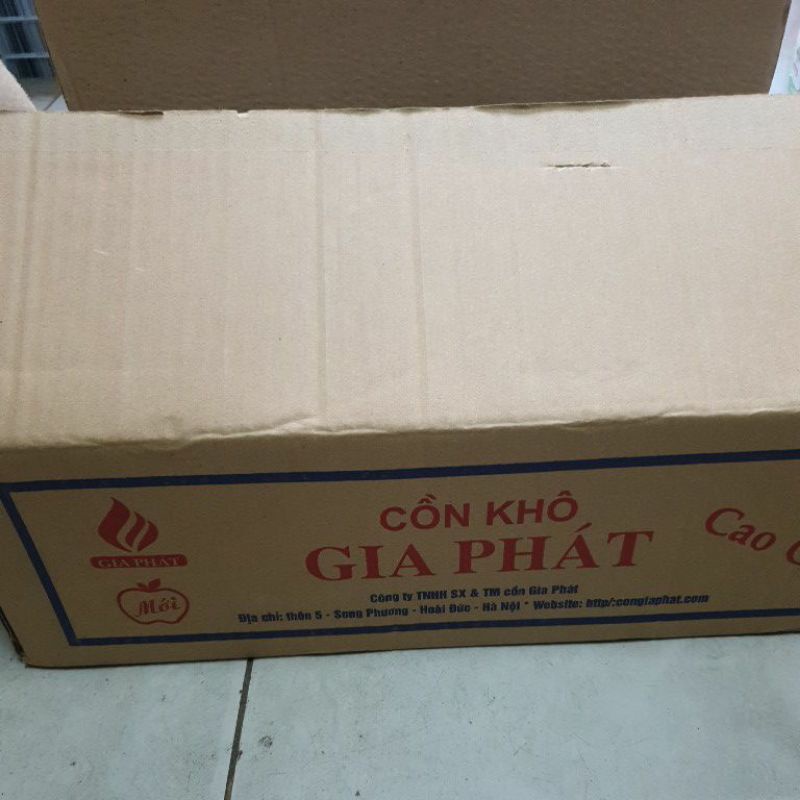 GIA PHÁT
Mới
CỒN KHÔ
GIA PHÁT
Công ty TNHH SX & TM cồn Gia Phát
Địa chỉ: thôn 5 - Song Phương - Hoài Đức - Hà Nội * Website: http/:congiaphat.com
Cao